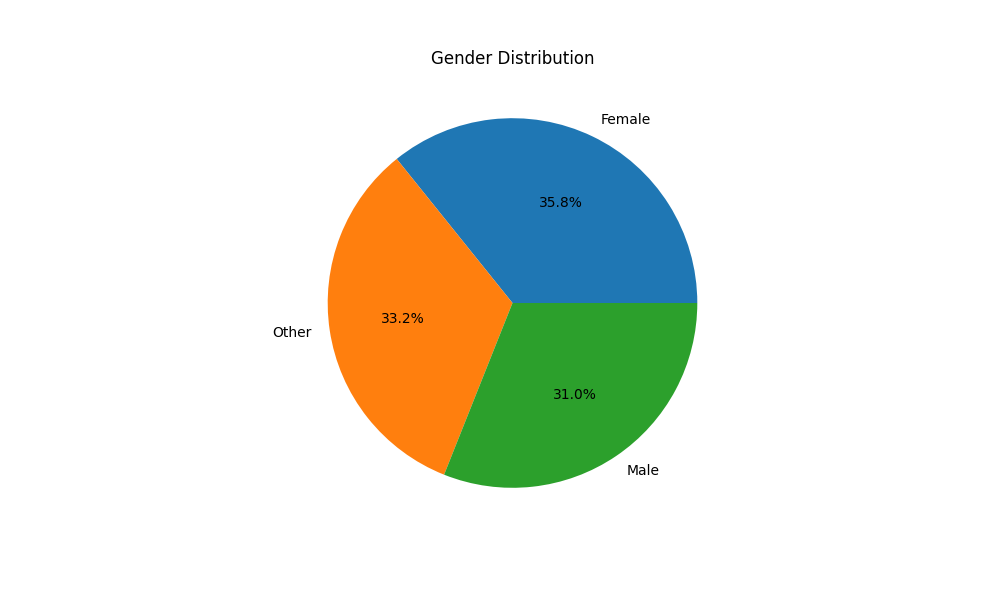 Gender Distribution
Female
35.8%
33.2%
Other
31.0%
Male